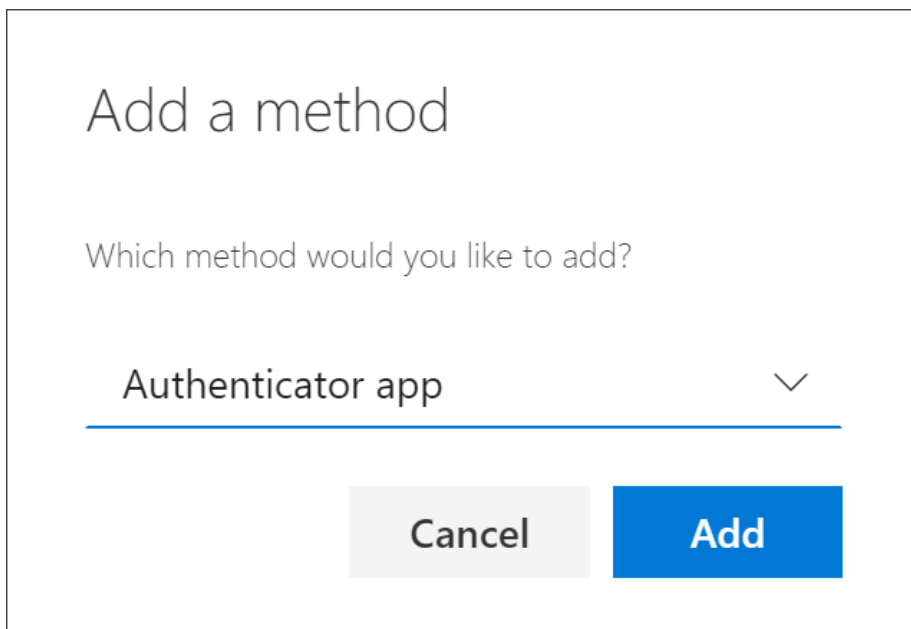 Add a method
Which method would you like to add?
Authenticator app
Cancel
Add